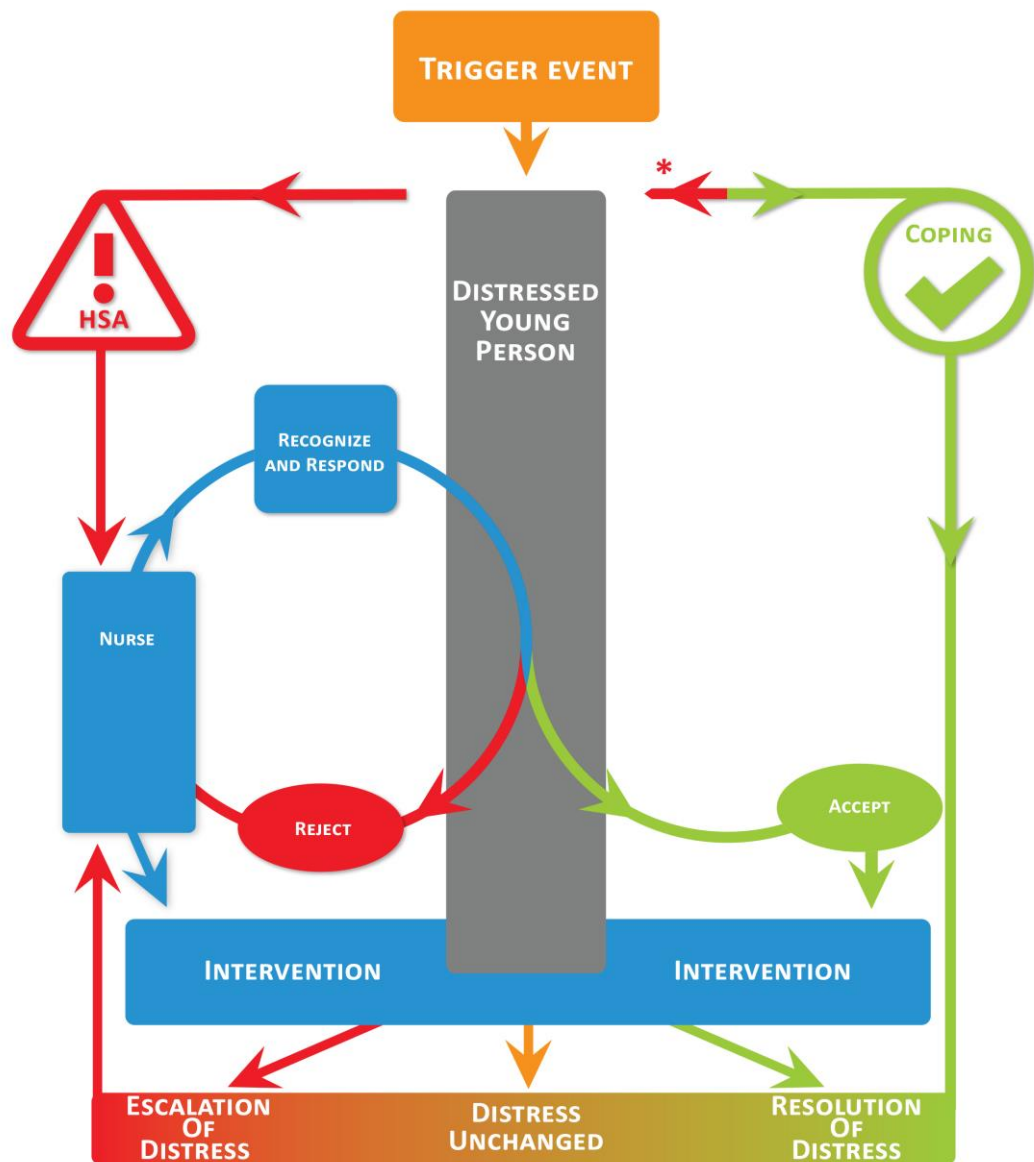 TRIGGER EVENT
*
COPING
HSA
DISTRESSED
YOUNG
PERSON
RECOGNIZE
AND RESPOND
NURSE
REJECT
ACCEPT
INTERVENTION
INTERVENTION
ESCALATION
OF
DISTRESS
DISTRESS
UNCHANGED
RESOLUTION
OF
DISTRESS